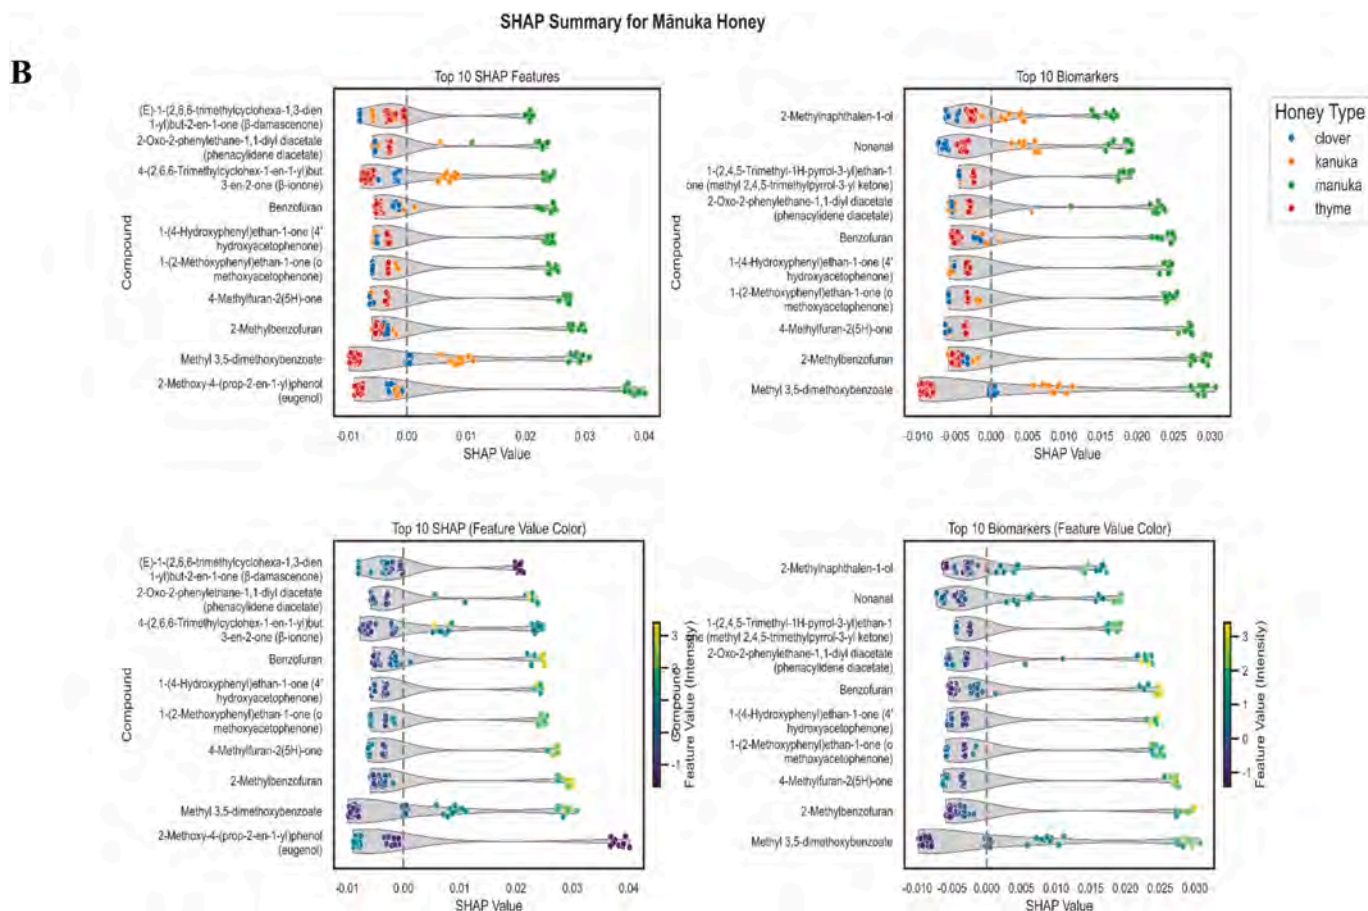 SHAP Summary for Mānuka Honey
B
Top 10 SHAP Features
Compound
(E)-1-(2,6,6-trimethylcyclohexa-1,3-dien
1-yl)but-2-en-1-one (β-damascenone)
2-Oxo-2-phenylethane-1,1-diyl diacetate
(phenacylidene diacetate)
4-(2,6,6-Trimethylcyclohex-1-en-1-yl)but
3-en-2-one (β-ionone)
Benzofuran
1-(4-Hydroxyphenyl)ethan-1-one (4'
hydroxyacetophenone)
1-(2-Methoxyphenyl)ethan-1-one (o
methoxyacetophenone)
4-Methylfuran-2(5H)-one
2-Methylbenzofuran
Methyl 3,5-dimethoxybenzoate
2-Methoxy-4-(prop-2-en-1-yl)phenol
(eugenol)
-0.01 0.00 0.01 0.02 0.03 0.04
SHAP Value
Top 10 Biomarkers
Compound
2-Methylnaphthalen-1-ol
Nonanal
1-(2,4,5-Trimethyl-1H-pyrrol-3-yl)ethan-1
one (methyl 2,4,5-trimethylpyrrol-3-yl ketone)
2-Oxo-2-phenylethane-1,1-diyl diacetate
(phenacylidene diacetate)
Benzofuran
1-(4-Hydroxyphenyl)ethan-1-one (4'
hydroxyacetophenone)
1-(2-Methoxyphenyl)ethan-1-one (o
methoxyacetophenone)
4-Methylfuran-2(5H)-one
2-Methylbenzofuran
Methyl 3,5-dimethoxybenzoate
-0.010 -0.005 0.000 0.005 0.010 0.015 0.020 0.025 0.030
SHAP Value
Honey Type
clover
kanuka
manuka
thyme
Top 10 SHAP (Feature Value Color)
Compound
(E)-1-(2,6,6-trimethylcyclohexa-1,3-dien
1-yl)but-2-en-1-one (β-damascenone)
2-Oxo-2-phenylethane-1,1-diyl diacetate
(phenacylidene diacetate)
4-(2,6,6-Trimethylcyclohex-1-en-1-yl)but
3-en-2-one (β-ionone)
Benzofuran
1-(4-Hydroxyphenyl)ethan-1-one (4'
hydroxyacetophenone)
1-(2-Methoxyphenyl)ethan-1-one (o
methoxyacetophenone)
4-Methylfuran-2(5H)-one
2-Methylbenzofuran
Methyl 3,5-dimethoxybenzoate
2-Methoxy-4-(prop-2-en-1-yl)phenol
(eugenol)
-0.01 0.00 0.01 0.02 0.03 0.04
SHAP Value
3
-1
Compound
Feature Value (Intensity)
Top 10 Biomarkers (Feature Value Color)
2-Methylnaphthalen-1-ol
Nonanal
1-(2,4,5-Trimethyl-1H-pyrrol-3-yl)ethan-1
one (methyl 2,4,5-trimethylpyrrol-3-yl ketone)
2-Oxo-2-phenylethane-1,1-diyl diacetate
(phenacylidene diacetate)
Benzofuran
1-(4-Hydroxyphenyl)ethan-1-one (4'
hydroxyacetophenone)
1-(2-Methoxyphenyl)ethan-1-one (o
methoxyacetophenone)
4-Methylfuran-2(5H)-one
2-Methylbenzofuran
Methyl 3,5-dimethoxybenzoate
-0.010 -0.005 0.000 0.005 0.010 0.015 0.020 0.025 0.030
SHAP Value
3
2
1
0
-1
Feature Value (Intensity)